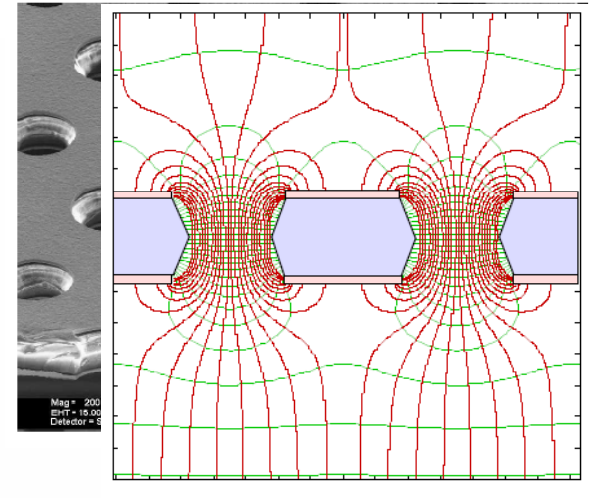 Mag = 200
EHT = 15.00
Detector = S